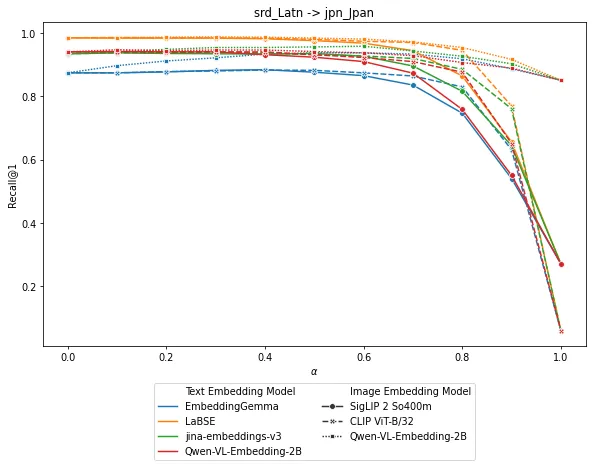 srd_Latn -> jpn_Jpan
1.0
0.8
0.6
0.4
0.2
Recall@1
0.0 0.2 0.4 0.6 0.8 1.0
α
Text Embedding Model Image Embedding Model
EmbeddingGemma SigLIP 2 So400m
LaBSE CLIP ViT-B/32
jina-embeddings-v3 Qwen-VL-Embedding-2B
Qwen-VL-Embedding-2B